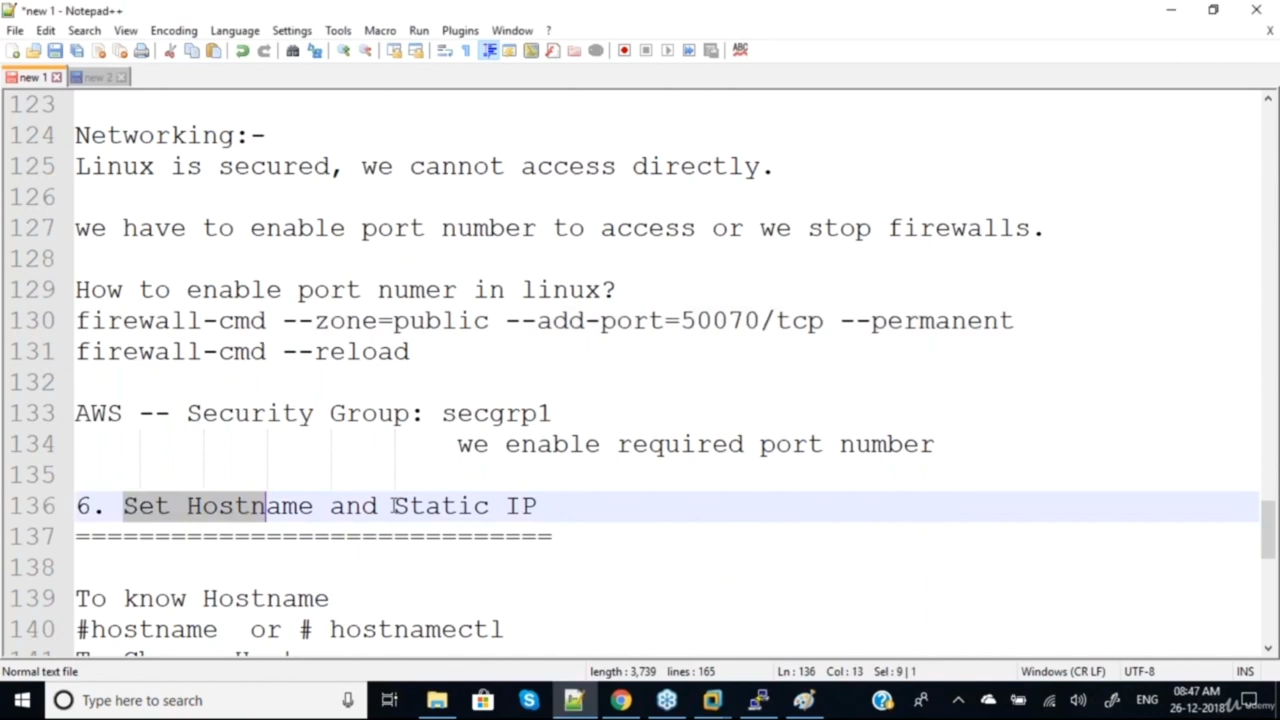 *new 1 - Notepad++
File Edit Search View Encoding Language Settings Tools Macro Run Plugins Window ?
X
ABC
new 1 new 2
123
124 Networking:-
125 Linux is secured, we cannot access directly.
126
127 we have to enable port number to access or we stop firewalls.
128
129 How to enable port numer in linux?
130 firewall-cmd --zone=public --add-port=50070/tcp --permanent
131 firewall-cmd --reload
132
133 AWS -- Security Group: secgrp1
134 we enable required port number
135
136 6. Set Hostname and Static IP
137 ==============================
138
139 To know Hostname
140 #hostname or # hostnamectl
Normal text file length : 3,739 lines : 165 Ln : 136 Col : 13 Sel : 9 | 1 Windows (CR LF) UTF-8 INS
Type here to search ENG 08:47 AM
26-12-2018 Udemy